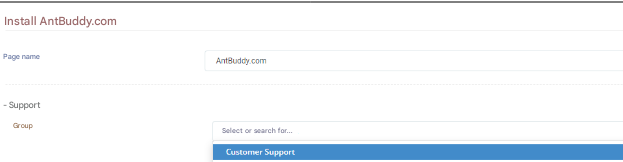 Install AntBuddy.com
Page name
AntBuddy.com
- Support
Group
Select or search for...
Customer Support